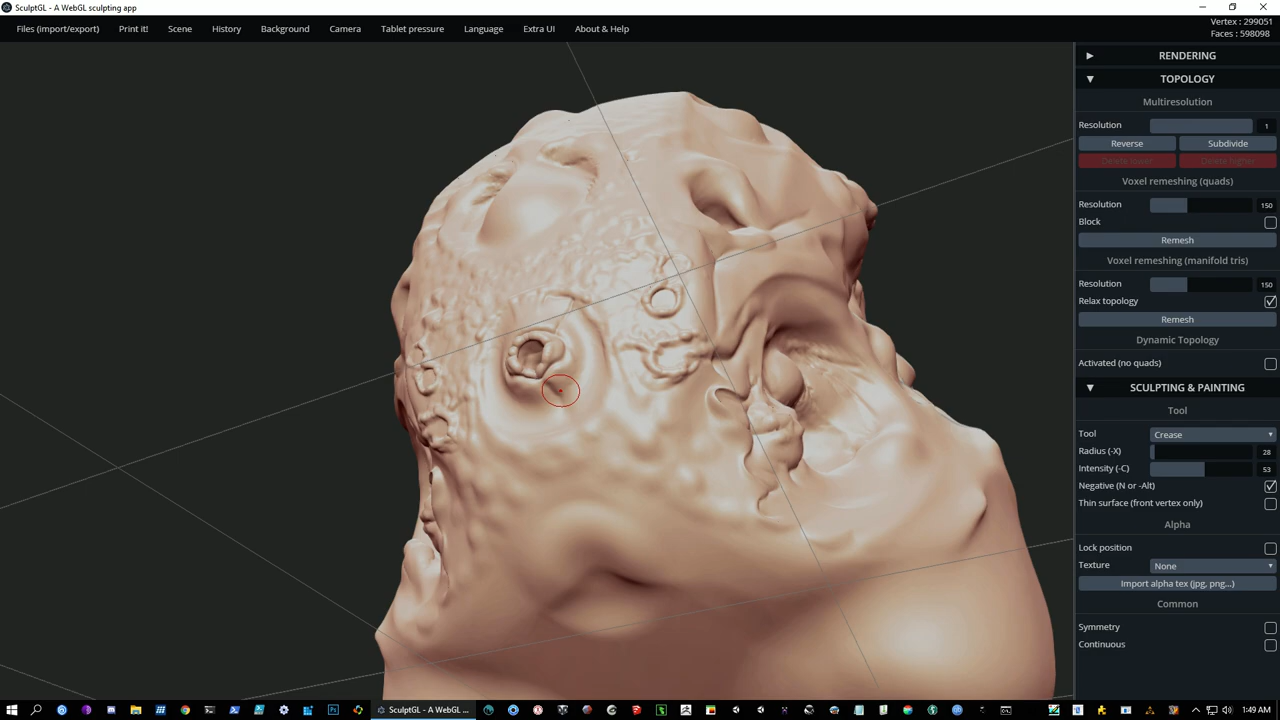 SculptGL - A WebGL sculpting app
Files (import/export) Print it! Scene History Background Camera Tablet pressure Language Extra UI About & Help
Vertex : 299051
Faces : 598098
RENDERING
TOPOLOGY
Multiresolution
Resolution 1
Reverse Subdivide
Delete lower Delete higher
Voxel remeshing (quads)
Resolution 150
Block
Remesh
Voxel remeshing (manifold tris)
Resolution 150
Relax topology
Remesh
Dynamic Topology
Activated (no quads)
SCULPTING & PAINTING
Tool
Tool Crease
Radius (-X) 28
Intensity (-C) 53
Negative (N or -Alt)
Thin surface (front vertex only)
Alpha
Lock position
Texture None
Import alpha tex (jpg, png...)
Common
Symmetry
Continuous
SculptGL - A WebGL ...
1:49 AM